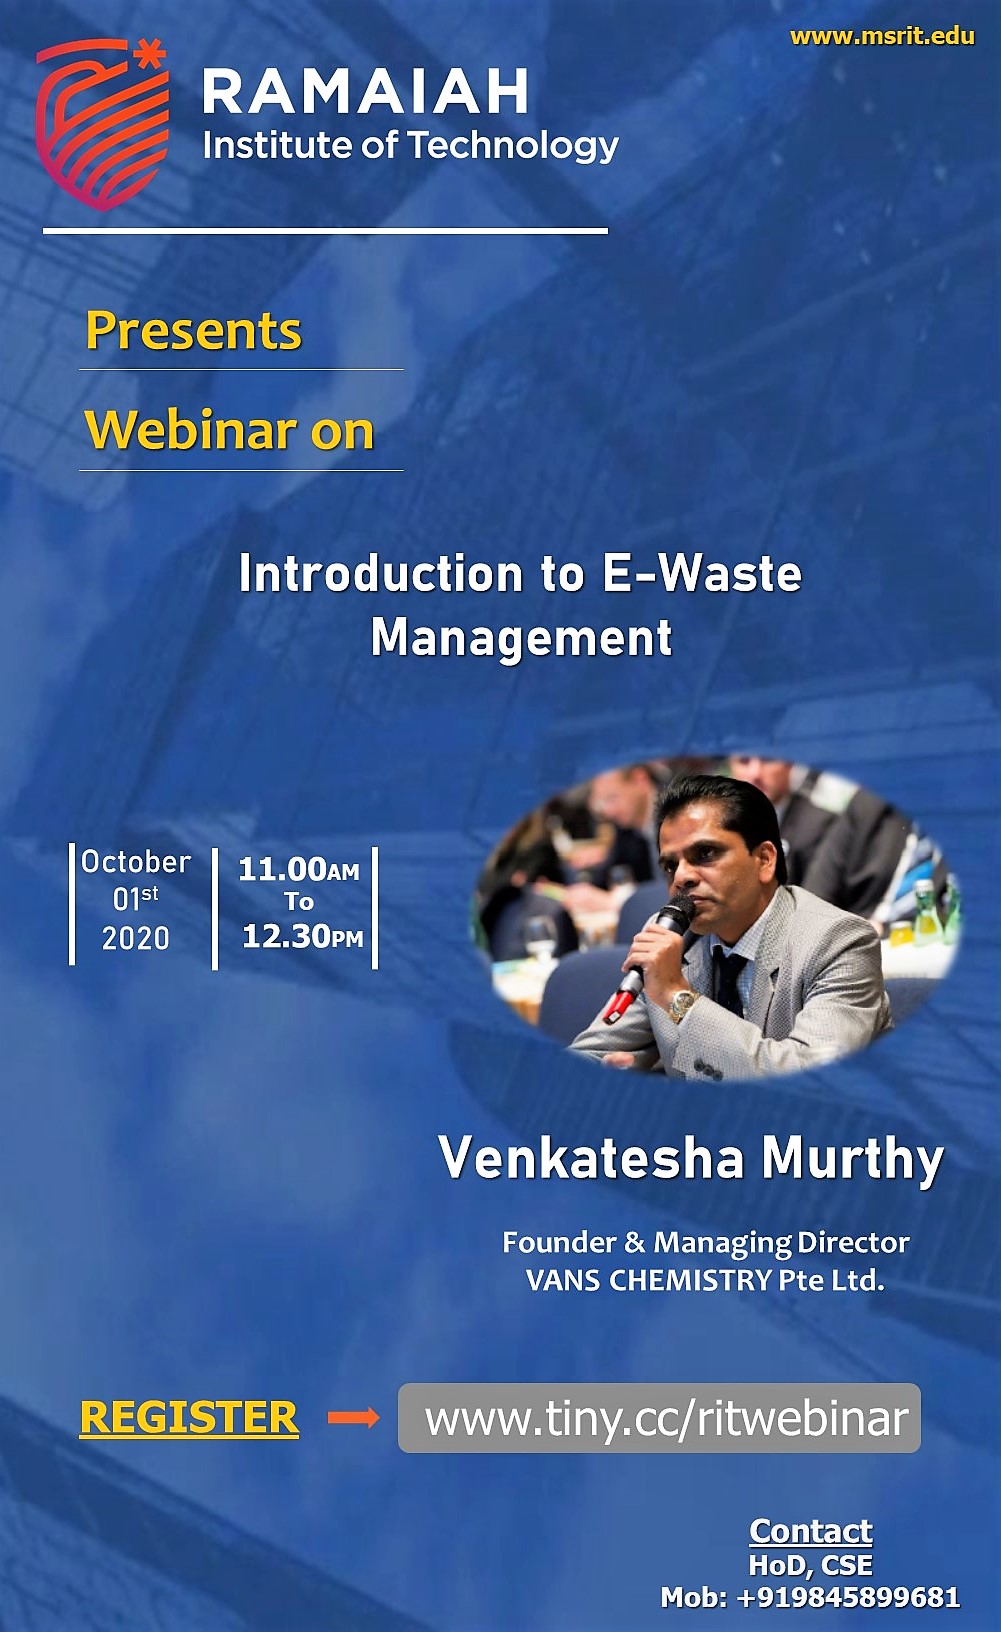 www.msrit.edu
RAMAIAH
Institute of Technology
Presents
Webinar on
Introduction to E-Waste
Management
October
01st
2020
11.00AM
To
12.30PM
Venkatesha Murthy
Founder & Managing Director
VANS CHEMISTRY Pte Ltd.
REGISTER
www.tiny.cc/ritwebinar
Contact
HoD, CSE
Mob: +919845899681